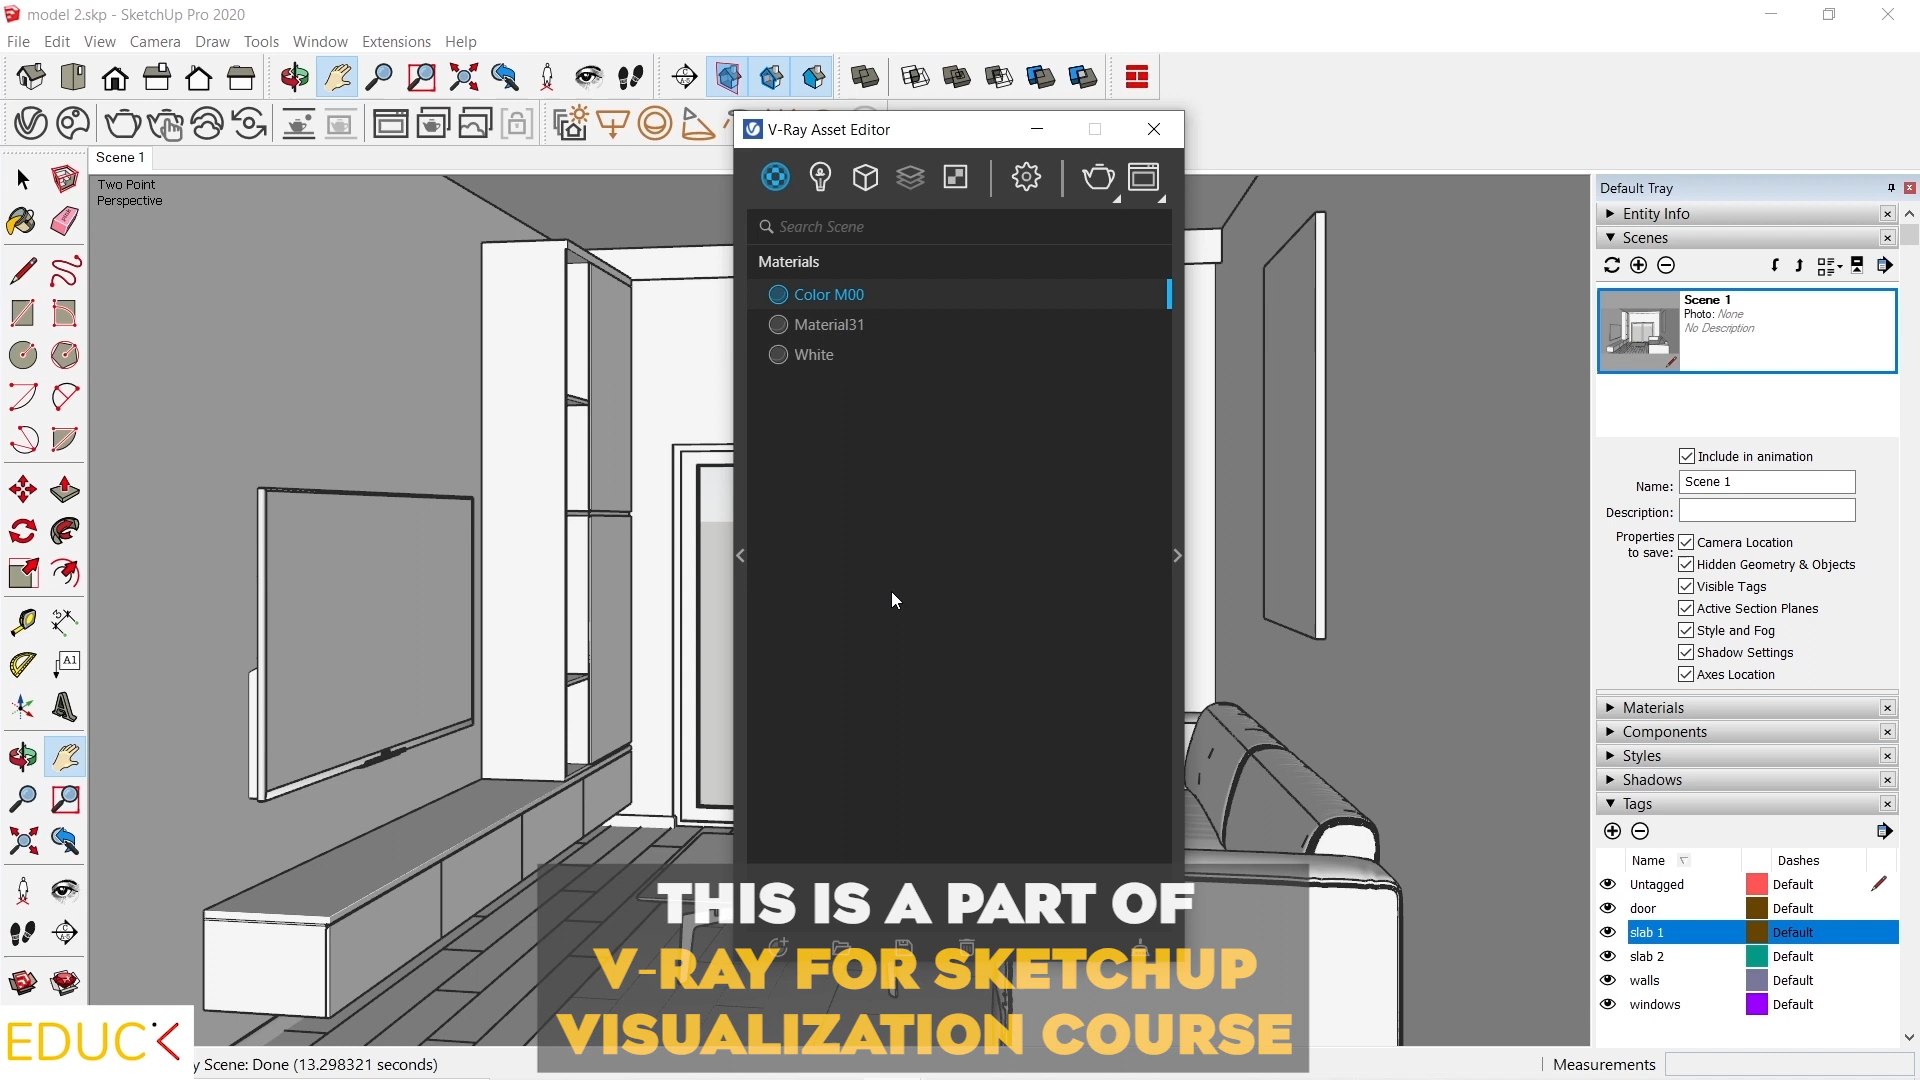 model 2.skp - SketchUp Pro 2020
File Edit View Camera Draw Tools Window Extensions Help
Scene 1
Two Point
Perspective
V-Ray Asset Editor
Search Scene
Materials
Color M00
Material31
White
Default Tray
Entity Info
Scenes
Scene 1
Photo: None
No Description
Include in animation
Name: Scene 1
Description:
Properties
to save:
Camera Location
Hidden Geometry & Objects
Visible Tags
Active Section Planes
Style and Fog
Shadow Settings
Axes Location
Materials
Components
Styles
Shadows
Tags
Name Dashes
Untagged Default
door Default
slab 1 Default
slab 2 Default
walls Default
windows Default
A1
THIS IS A PART OF
V-RAY FOR SKETCHUP
VISUALIZATION COURSE
EDUCK
y Scene: Done (13.298321 seconds)
Measurements